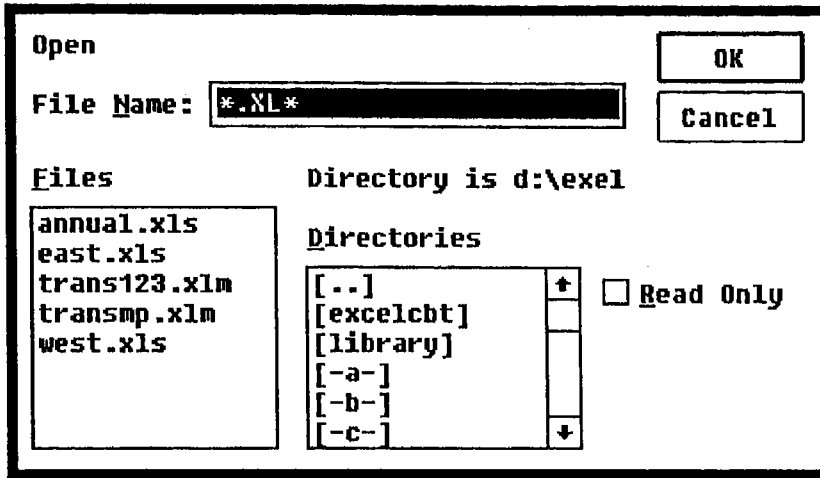 Open
OK
File Name: *.XL*
Cancel
Files
Directory is d:\exel
annual.xls
east.xls
trans123.xlm
transmp.xlm
west.xls
Directories
[..]
[excelcbt]
[library]
[-a-]
[-b-]
[-c-]
Read Only